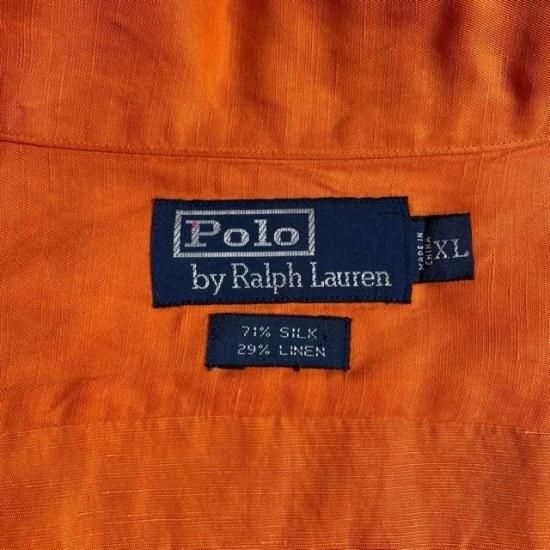 Polo
by Ralph Lauren
MADE IN
CHINA
XL
71% SILK
29% LINEN